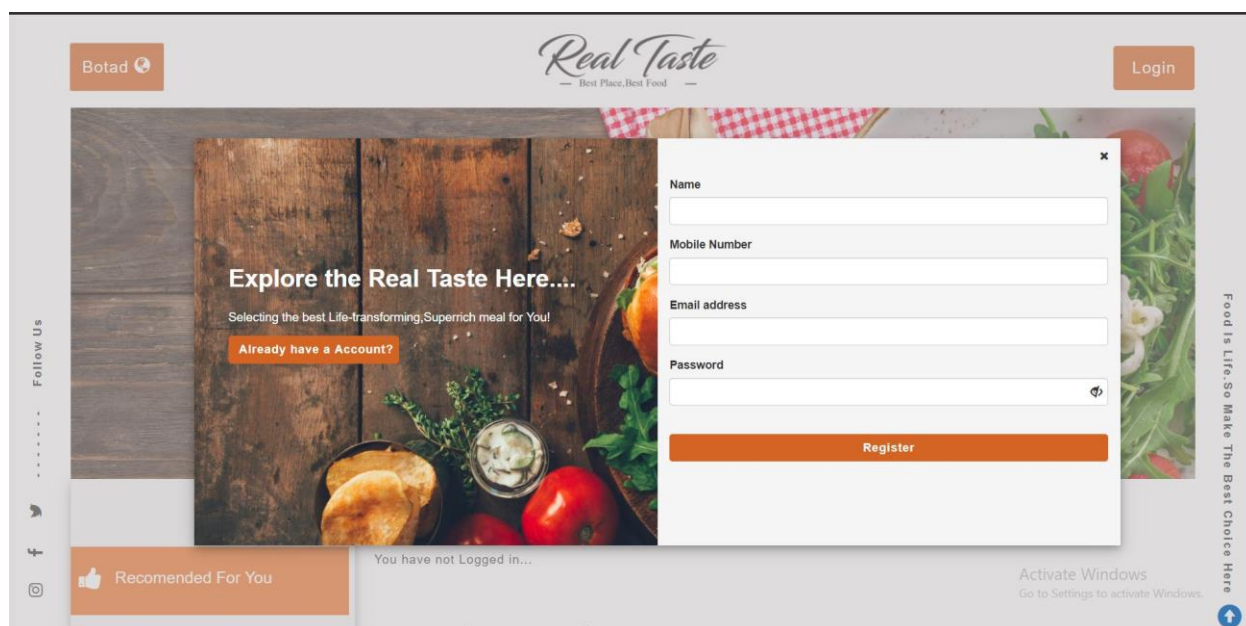 Botad
Real Taste
— Best Place,Best Food —
Login
Explore the Real Taste Here....
Selecting the best Life-transforming,Superrich meal for You!
Already have a Account?
Name
Mobile Number
Email address
Password
Register
Follow Us -------
Food Is Life.So Make The Best Choice Here
You have not Logged in...
Recomended For You
Activate Windows
Go to Settings to activate Windows.